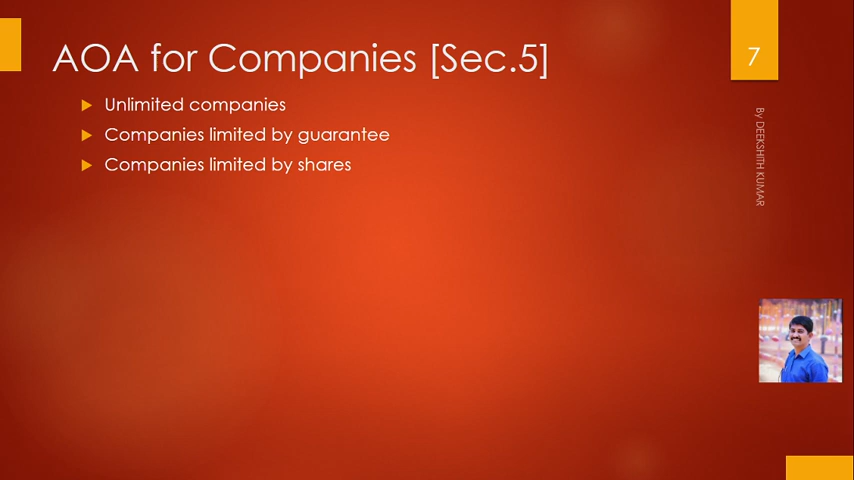 AOA for Companies [Sec.5]
7
Unlimited companies
Companies limited by guarantee
Companies limited by shares
By DEEKSHITH KUMAR